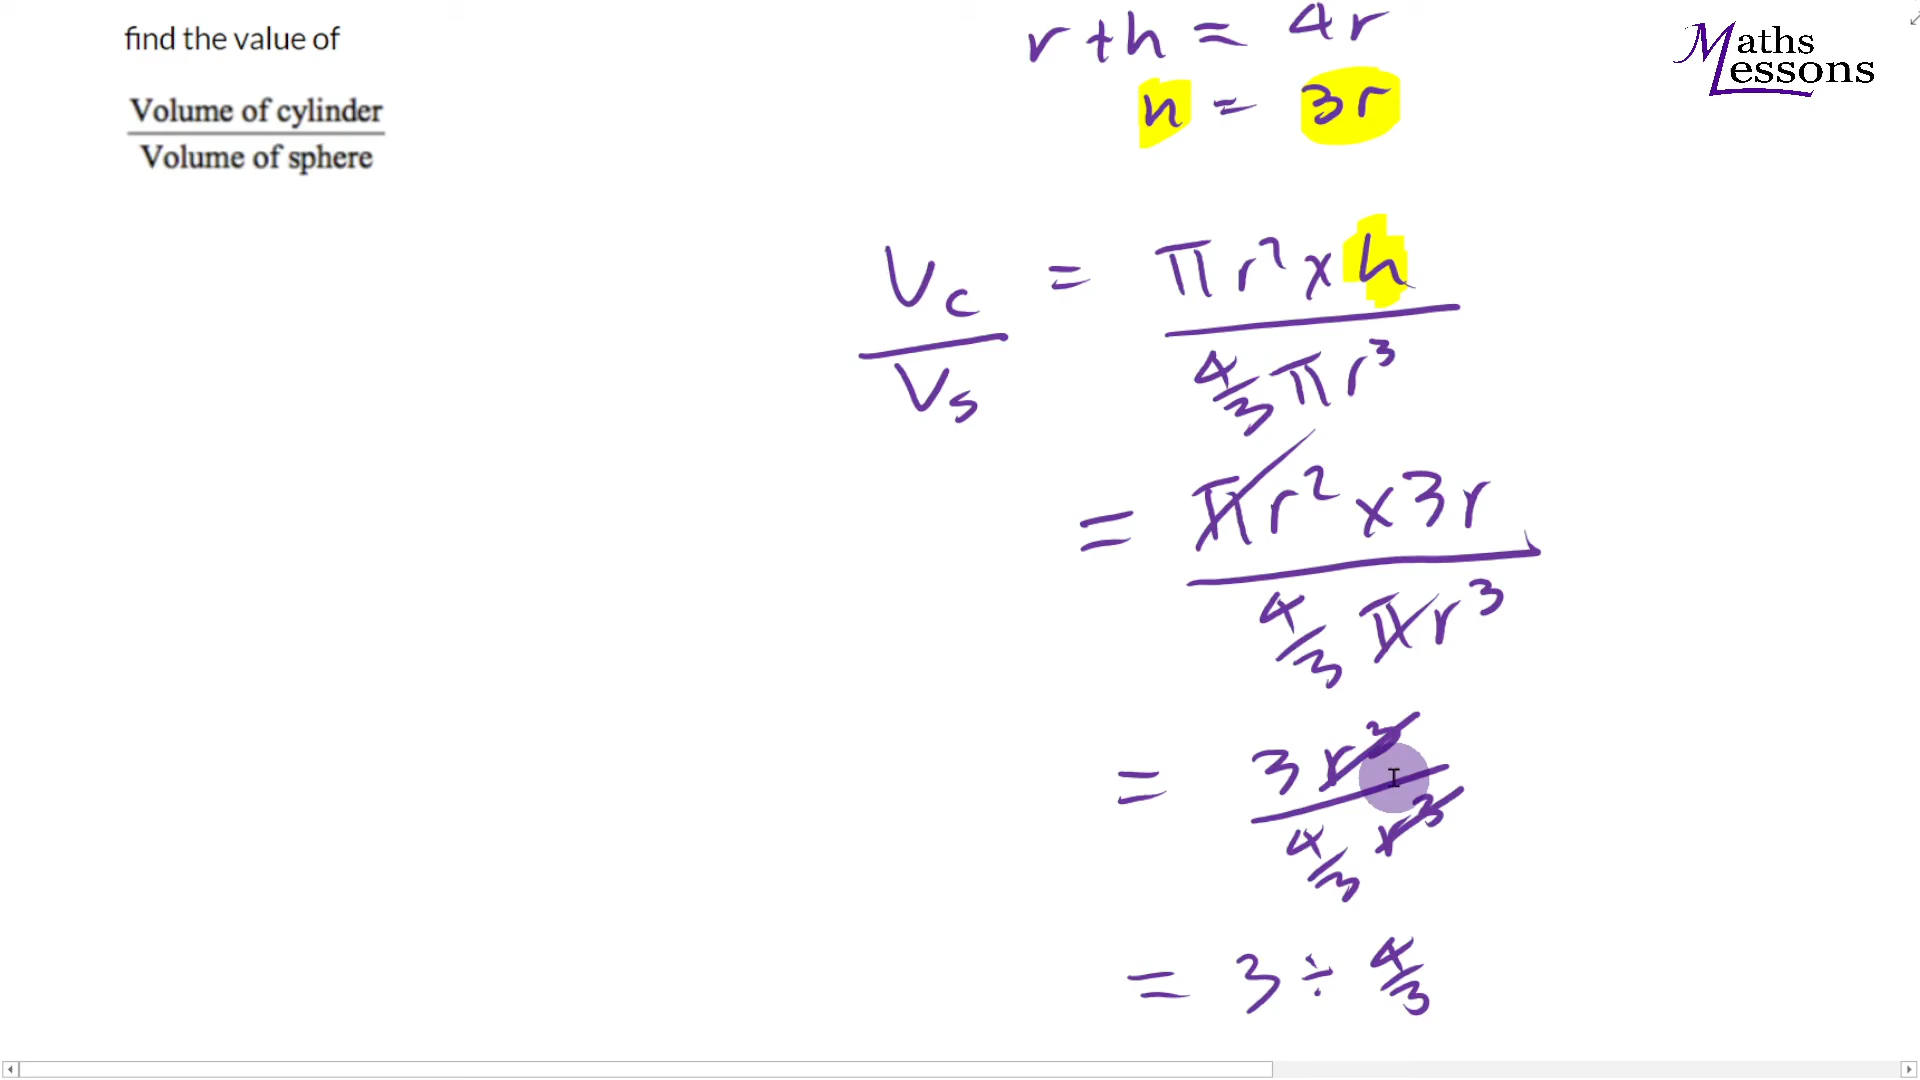 find the value of
Volume of cylinder
Volume of sphere
Maths
Lessons
r + h = 4r
h = 3r
Vc/Vs = πr² × h / 4/3 πr³
= πr² × 3r / 4/3 πr³
= 3r³ / 4/3 r³
= 3 ÷ 4/3